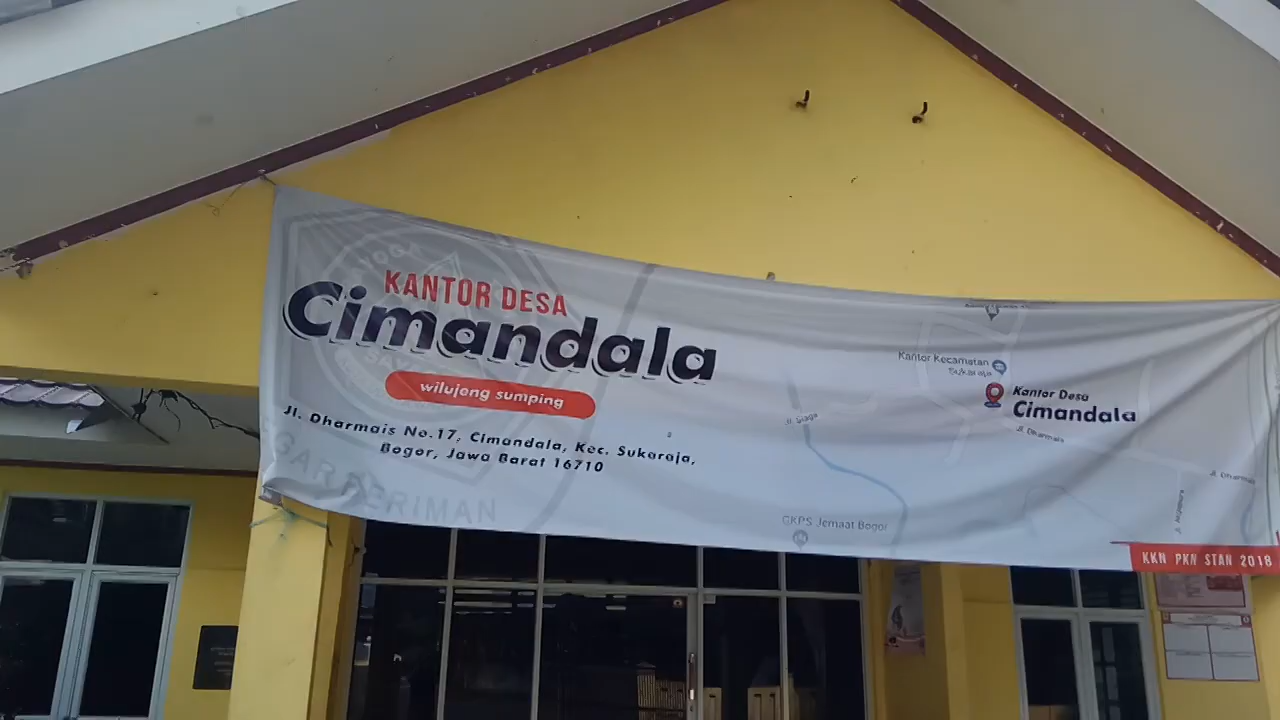 KANTOR DESA
Cimandala
wilujeng sumping
Jl. Dharmais No.17, Cimandala, Kec. Sukaraja,
Bogor, Jawa Barat 16710
Kantor Kecamatan
Kantor Desa
Cimandala
Jl. Dharmais
Jl. Siaga
Jl. Dharmais
GKPS Jemaat Bogor
KKN PKN STAN 2018